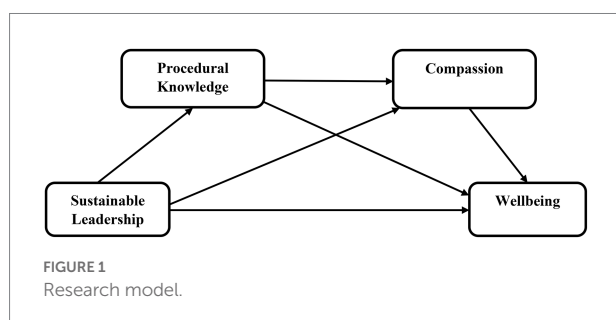 Procedural
Knowledge
Compassion
Sustainable
Leadership
Wellbeing
FIGURE 1
Research model.